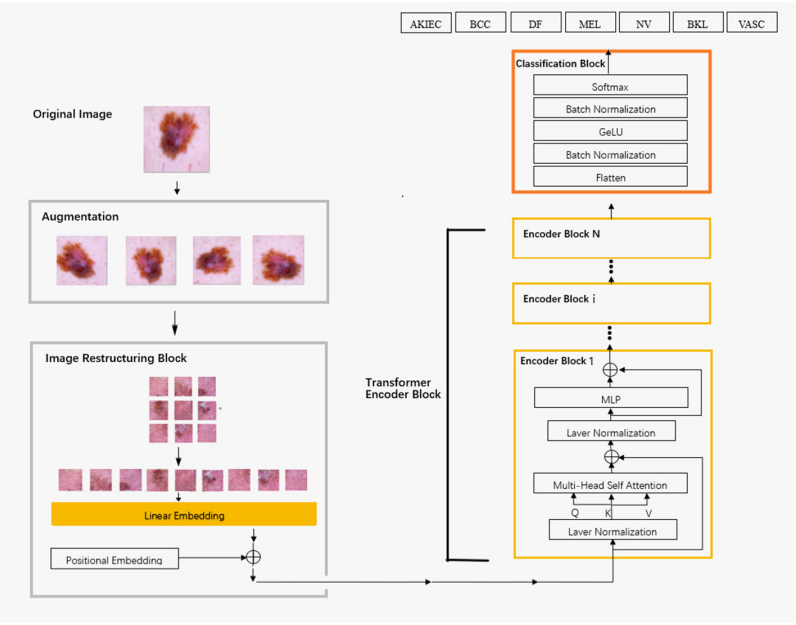 AKIEC BCC DF MEL NV BKL VASC
Classification Block
Softmax
Batch Normalization
GeLU
Batch Normalization
Flatten
Original Image
Augmentation
Image Restructuring Block
Linear Embedding
Positional Embedding
Transformer
Encoder Block
Encoder Block N
Encoder Block i
Encoder Block 1
MLP
Laver Normalization
Multi-Head Self Attention
Q K V
Laver Normalization